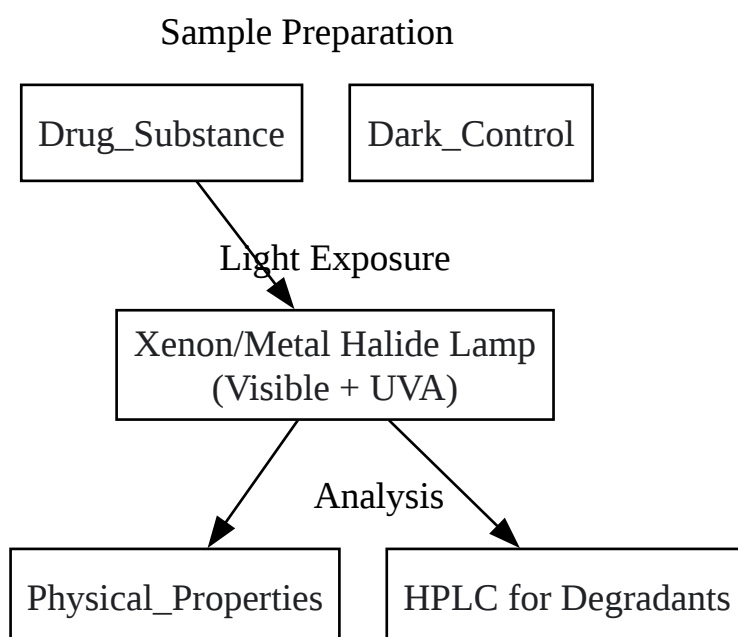 Sample Preparation
Drug_Substance
Dark_Control
Light Exposure
Xenon/Metal Halide Lamp
(Visible + UVA)
Analysis
Physical_Properties
HPLC for Degradants